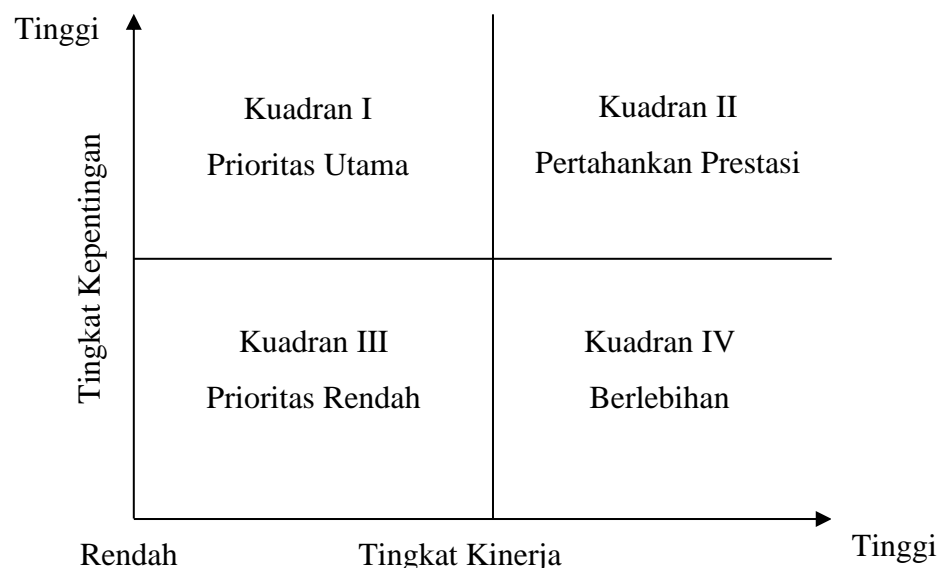 Tinggi
Kuadran I
Prioritas Utama
Kuadran II
Pertahankan Prestasi
Tingkat Kepentingan
Kuadran III
Prioritas Rendah
Kuadran IV
Berlebihan
Rendah
Tingkat Kinerja
Tinggi